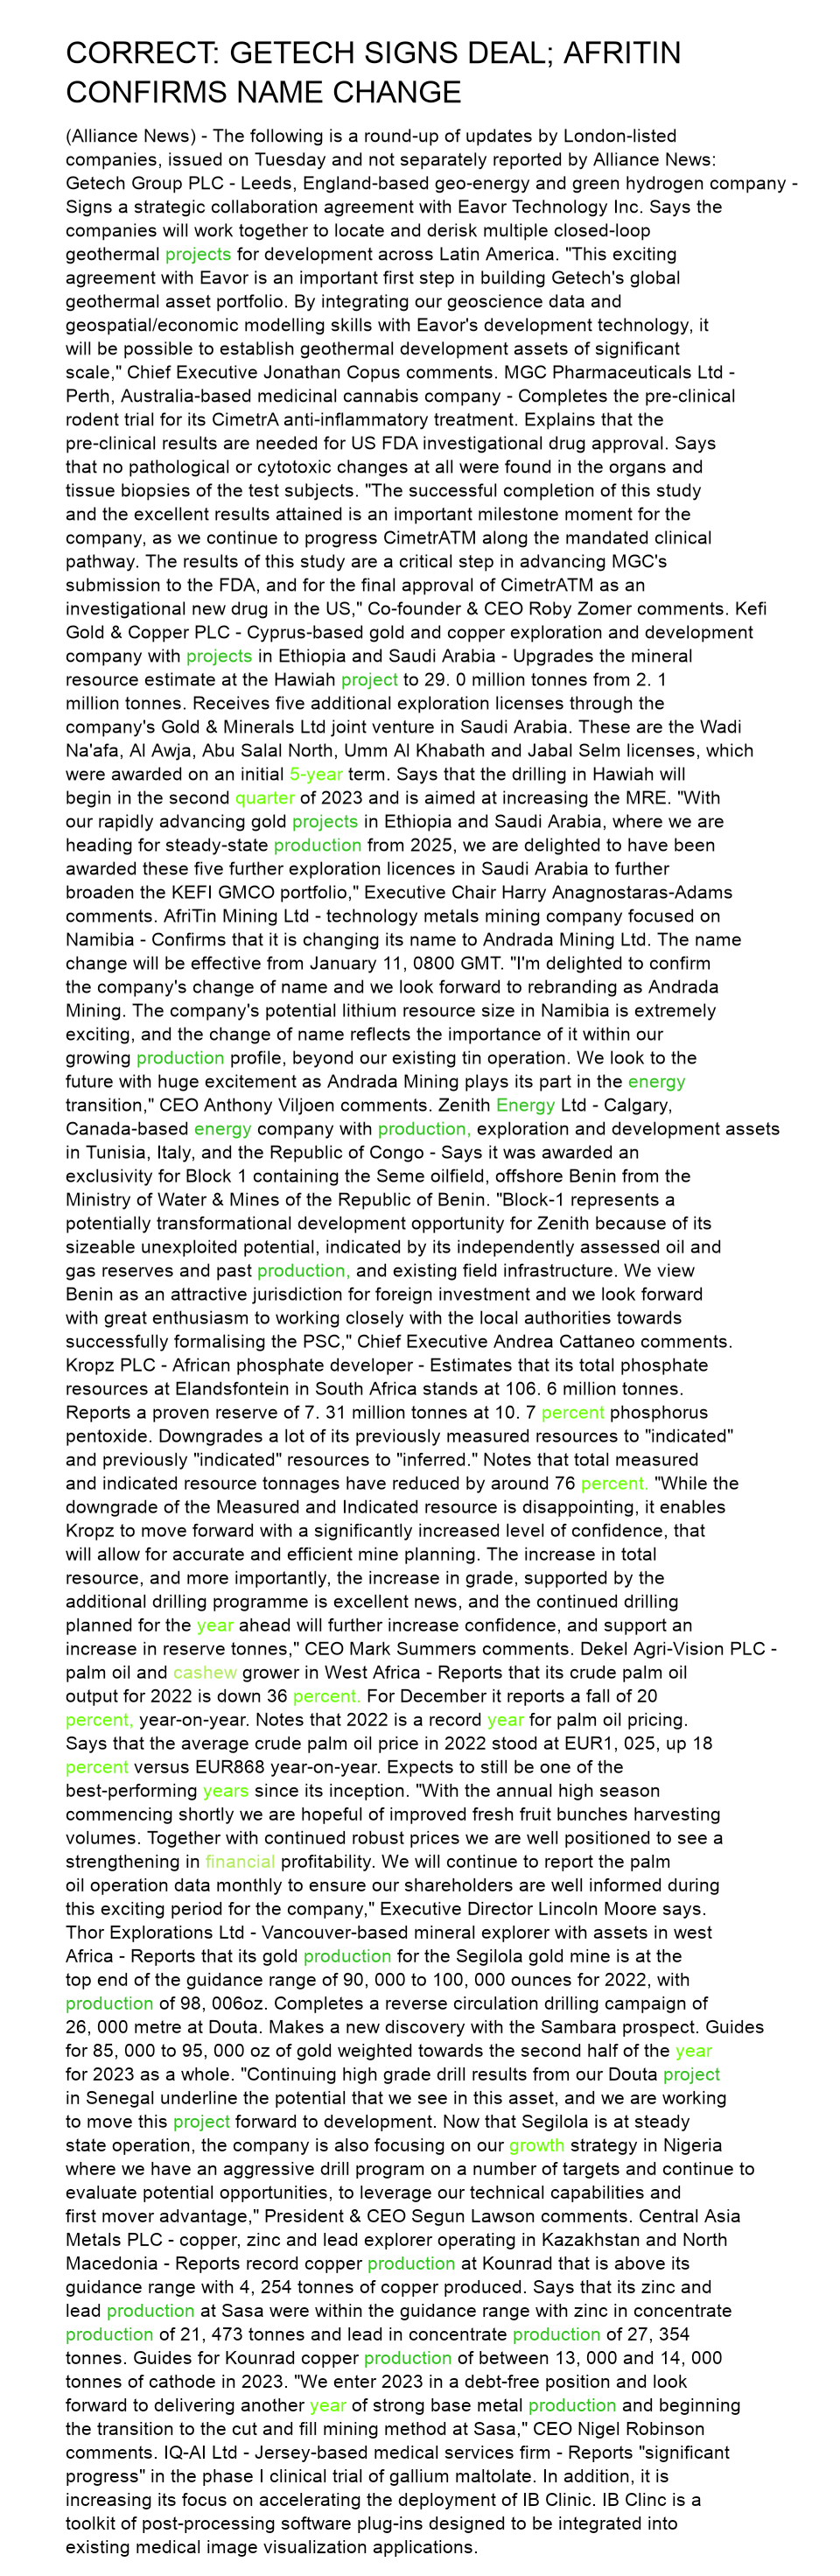 CORRECT: GETECH SIGNS DEAL; AFRITIN
CONFIRMS NAME CHANGE
(Alliance News) - The following is a round-up of updates by London-listed
companies, issued on Tuesday and not separately reported by Alliance News:
Getech Group PLC - Leeds, England-based geo-energy and green hydrogen company -
Signs a strategic collaboration agreement with Eavor Technology Inc. Says the
companies will work together to locate and derisk multiple closed-loop
geothermal projects for development across Latin America. "This exciting
agreement with Eavor is an important first step in building Getech's global
geothermal asset portfolio. By integrating our geoscience data and
geospatial/economic modelling skills with Eavor's development technology, it
will be possible to establish geothermal development assets of significant
scale," Chief Executive Jonathan Copus comments. MGC Pharmaceuticals Ltd -
Perth, Australia-based medicinal cannabis company - Completes the pre-clinical
rodent trial for its CimetrA anti-inflammatory treatment. Explains that the
pre-clinical results are needed for US FDA investigational drug approval. Says
that no pathological or cytotoxic changes at all were found in the organs and
tissue biopsies of the test subjects. "The successful completion of this study
and the excellent results attained is an important milestone moment for the
company, as we continue to progress CimetrATM along the mandated clinical
pathway. The results of this study are a critical step in advancing MGC's
submission to the FDA, and for the final approval of CimetrATM as an
investigational new drug in the US," Co-founder & CEO Roby Zomer comments. Kefi
Gold & Copper PLC - Cyprus-based gold and copper exploration and development
company with projects in Ethiopia and Saudi Arabia - Upgrades the mineral
resource estimate at the Hawiah project to 29. 0 million tonnes from 2. 1
million tonnes. Receives five additional exploration licenses through the
company's Gold & Minerals Ltd joint venture in Saudi Arabia. These are the Wadi
Na'afa, Al Awja, Abu Salal North, Umm Al Khabath and Jabal Selm licenses, which
were awarded on an initial 5-year term. Says that the drilling in Hawiah will
begin in the second quarter of 2023 and is aimed at increasing the MRE. "With
our rapidly advancing gold projects in Ethiopia and Saudi Arabia, where we are
heading for steady-state production from 2025, we are delighted to have been
awarded these five further exploration licences in Saudi Arabia to further
broaden the KEFI GMCO portfolio," Executive Chair Harry Anagnostaras-Adams
comments. AfriTin Mining Ltd - technology metals mining company focused on
Namibia - Confirms that it is changing its name to Andrada Mining Ltd. The name
change will be effective from January 11, 0800 GMT. "I'm delighted to confirm
the company's change of name and we look forward to rebranding as Andrada
Mining. The company's potential lithium resource size in Namibia is extremely
exciting, and the change of name reflects the importance of it within our
growing production profile, beyond our existing tin operation. We look to the
future with huge excitement as Andrada Mining plays its part in the energy
transition," CEO Anthony Viljoen comments. Zenith Energy Ltd - Calgary,
Canada-based energy company with production, exploration and development assets
in Tunisia, Italy, and the Republic of Congo - Says it was awarded an
exclusivity for Block 1 containing the Seme oilfield, offshore Benin from the
Ministry of Water & Mines of the Republic of Benin. "Block-1 represents a
potentially transformational development opportunity for Zenith because of its
sizeable unexploited potential, indicated by its independently assessed oil and
gas reserves and past production, and existing field infrastructure. We view
Benin as an attractive jurisdiction for foreign investment and we look forward
with great enthusiasm to working closely with the local authorities towards
successfully formalising the PSC," Chief Executive Andrea Cattaneo comments.
Kropz PLC - African phosphate developer - Estimates that its total phosphate
resources at Elandsfontein in South Africa stands at 106. 6 million tonnes.
Reports a proven reserve of 7. 31 million tonnes at 10. 7 percent phosphorus
pentoxide. Downgrades a lot of its previously measured resources to "indicated"
and previously "indicated" resources to "inferred." Notes that total measured
and indicated resource tonnages have reduced by around 76 percent. "While the
downgrade of the Measured and Indicated resource is disappointing, it enables
Kropz to move forward with a significantly increased level of confidence, that
will allow for accurate and efficient mine planning. The increase in total
resource, and more importantly, the increase in grade, supported by the
additional drilling programme is excellent news, and the continued drilling
planned for the year ahead will further increase confidence, and support an
increase in reserve tonnes," CEO Mark Summers comments. Dekel Agri-Vision PLC -
palm oil and cashew grower in West Africa - Reports that its crude palm oil
output for 2022 is down 36 percent. For December it reports a fall of 20
percent, year-on-year. Notes that 2022 is a record year for palm oil pricing.
Says that the average crude palm oil price in 2022 stood at EUR1, 025, up 18
percent versus EUR868 year-on-year. Expects to still be one of the
best-performing years since its inception. "With the annual high season
commencing shortly we are hopeful of improved fresh fruit bunches harvesting
volumes. Together with continued robust prices we are well positioned to see a
strengthening in financial profitability. We will continue to report the palm
oil operation data monthly to ensure our shareholders are well informed during
this exciting period for the company," Executive Director Lincoln Moore says.
Thor Explorations Ltd - Vancouver-based mineral explorer with assets in west
Africa - Reports that its gold production for the Segilola gold mine is at the
top end of the guidance range of 90, 000 to 100, 000 ounces for 2022, with
production of 98, 006oz. Completes a reverse circulation drilling campaign of
26, 000 metre at Douta. Makes a new discovery with the Sambara prospect. Guides
for 85, 000 to 95, 000 oz of gold weighted towards the second half of the year
for 2023 as a whole. "Continuing high grade drill results from our Douta project
in Senegal underline the potential that we see in this asset, and we are working
to move this project forward to development. Now that Segilola is at steady
state operation, the company is also focusing on our growth strategy in Nigeria
where we have an aggressive drill program on a number of targets and continue to
evaluate potential opportunities, to leverage our technical capabilities and
first mover advantage," President & CEO Segun Lawson comments. Central Asia
Metals PLC - copper, zinc and lead explorer operating in Kazakhstan and North
Macedonia - Reports record copper production at Kounrad that is above its
guidance range with 4, 254 tonnes of copper produced. Says that its zinc and
lead production at Sasa were within the guidance range with zinc in concentrate
production of 21, 473 tonnes and lead in concentrate production of 27, 354
tonnes. Guides for Kounrad copper production of between 13, 000 and 14, 000
tonnes of cathode in 2023. "We enter 2023 in a debt-free position and look
forward to delivering another year of strong base metal production and beginning
the transition to the cut and fill mining method at Sasa," CEO Nigel Robinson
comments. IQ-AI Ltd - Jersey-based medical services firm - Reports "significant
progress" in the phase I clinical trial of gallium maltolate. In addition, it is
increasing its focus on accelerating the deployment of IB Clinic. IB Clinc is a
toolkit of post-processing software plug-ins designed to be integrated into
existing medical image visualization applications.